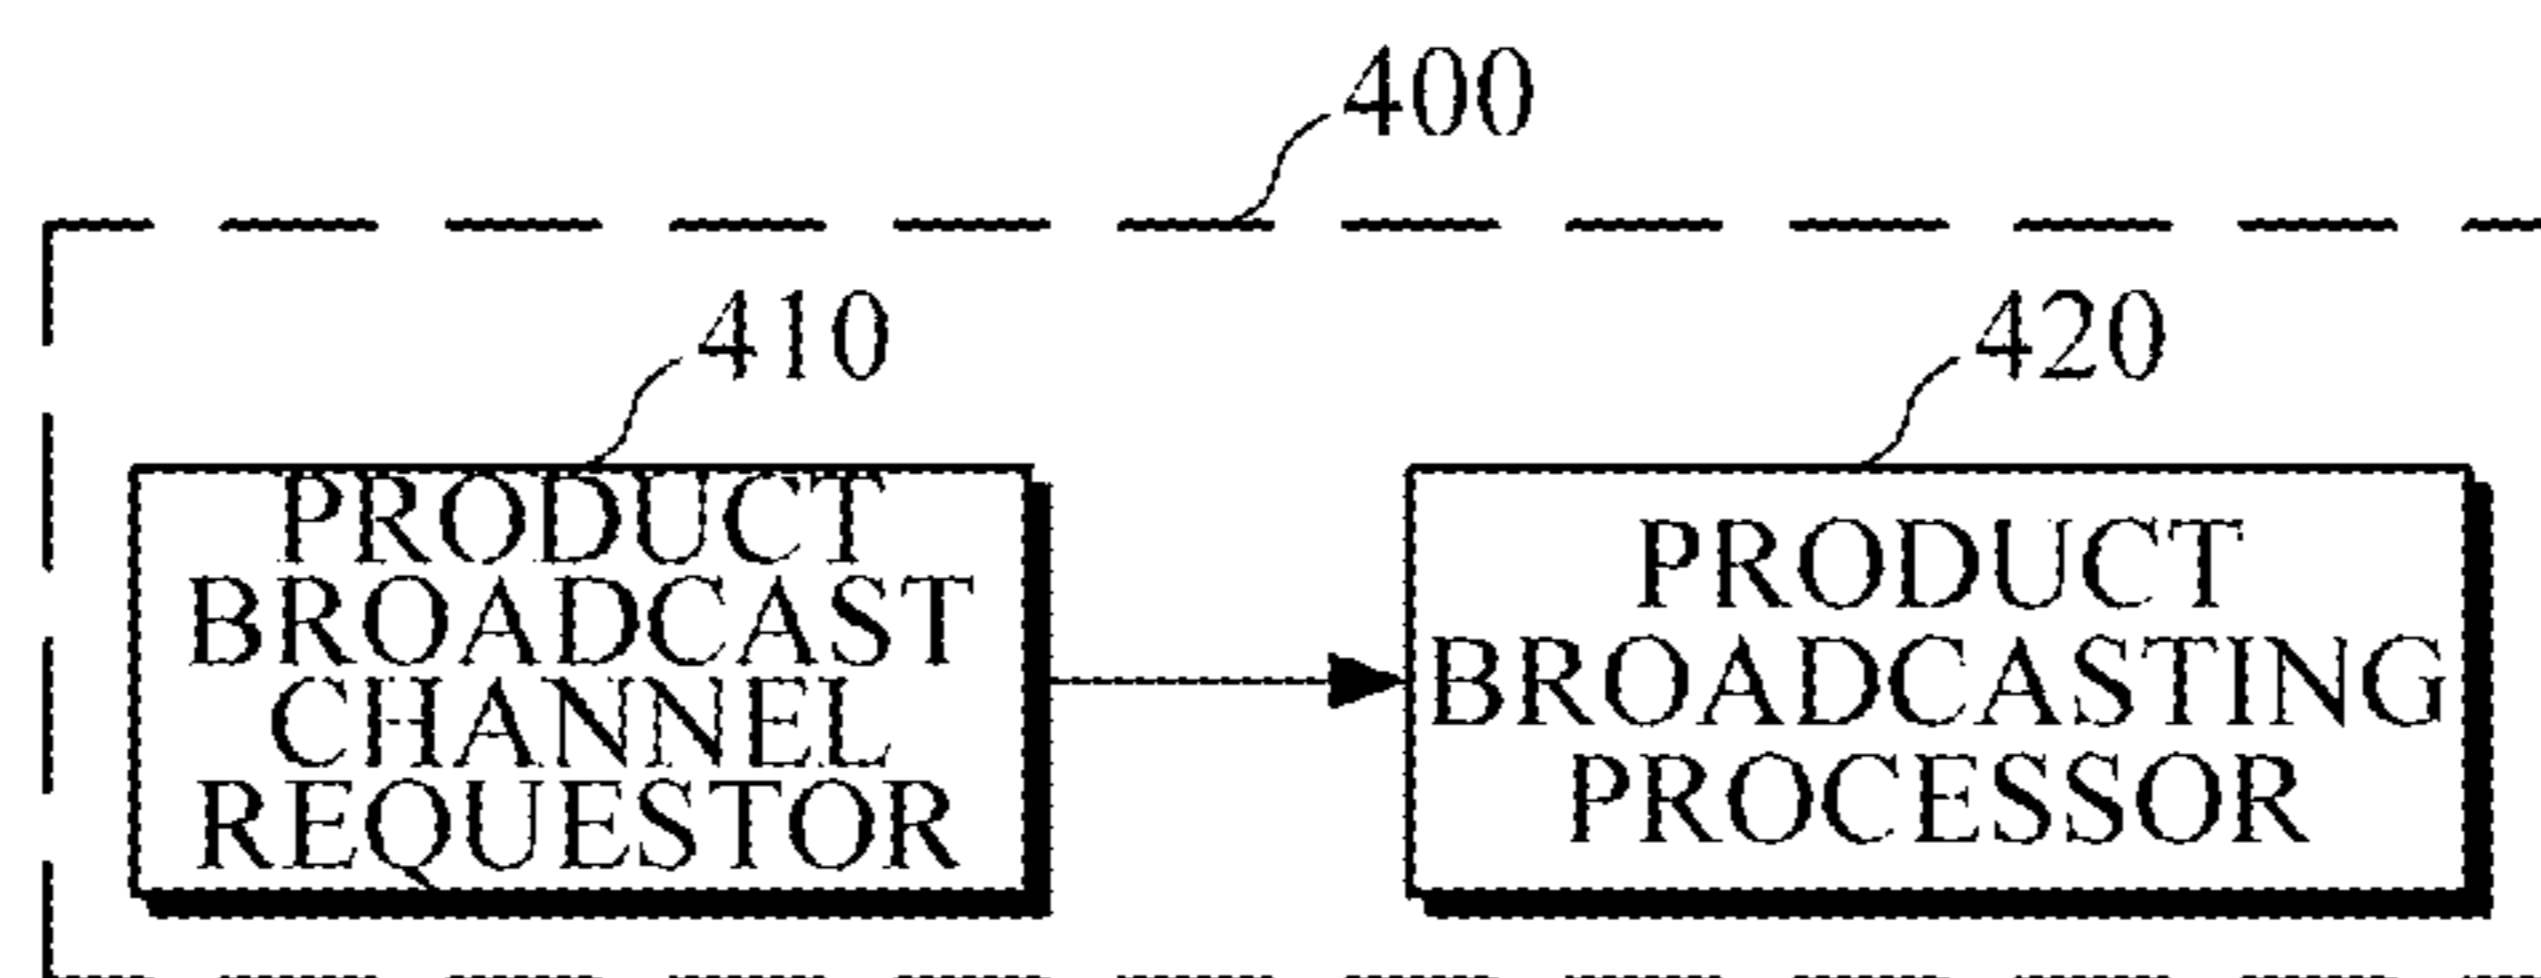 400
410
420
PRODUCT
BROADCAST
CHANNEL
REQUESTOR
PRODUCT
BROADCASTING
PROCESSOR